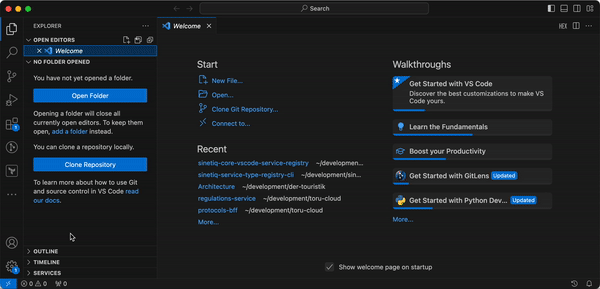 Search
EXPLORER
OPEN EDITORS
Welcome
NO FOLDER OPENED
You have not yet opened a folder.
Open Folder
Opening a folder will close all
currently open editors. To keep them
open, add a folder instead.
You can clone a repository locally.
Clone Repository
To learn more about how to use Git
and source control in VS Code read
our docs.
OUTLINE
TIMELINE
SERVICES
1
1
0 0 0
Welcome
HEX
Start
New File...
Open...
Clone Git Repository...
Connect to...
Recent
sinetiq-core-vscode-service-registry ~/developmen...
sinetiq-service-type-registry-cli ~/development/sin...
Architecture ~/development/der-touristik
regulations-service ~/development/toru-cloud
protocols-bff ~/development/toru-cloud
More...
Walkthroughs
Get Started with VS Code
Discover the best customizations to make VS
Code yours.
Learn the Fundamentals
Boost your Productivity
Get Started with GitLens Updated
Get Started with Python Dev... Updated
More...
Show welcome page on startup